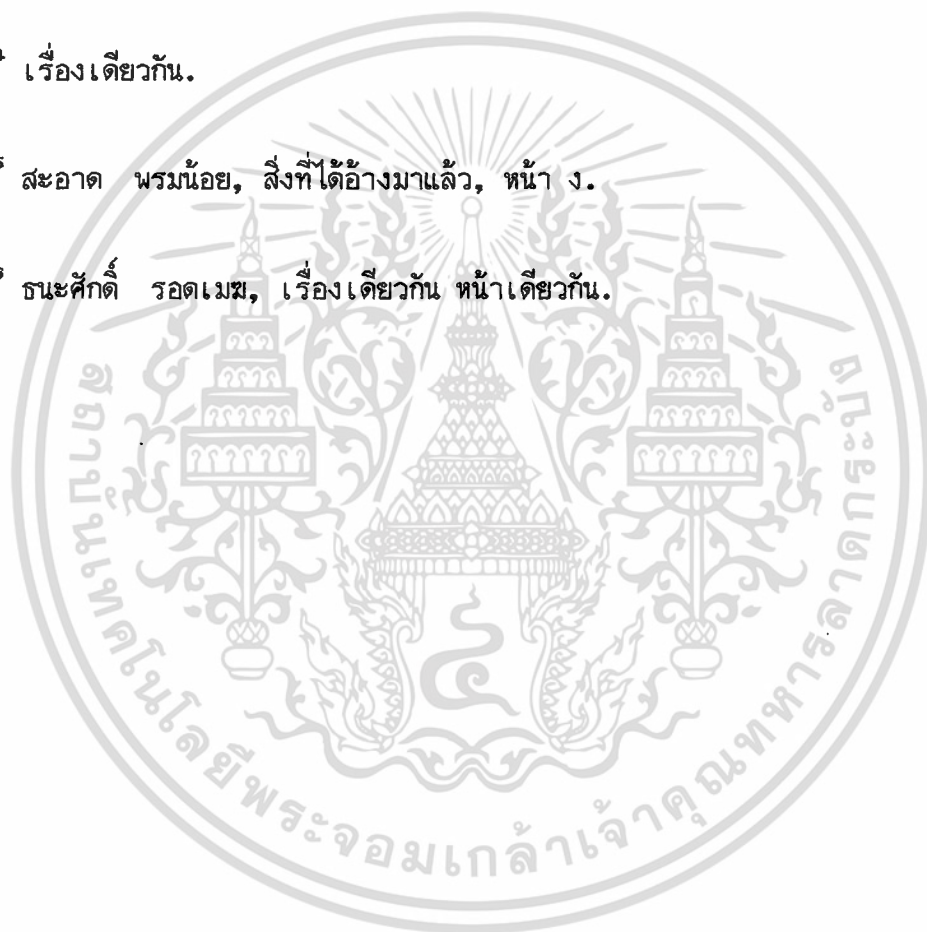 เรื่องเดียวกัน.
สะอาด พรมน้อย, สิ่งที่ได้อ้างมาแล้ว, หน้า ง.
ธนะศักดิ์ รอดเมฆ, เรื่องเดียวกัน หน้าเดียวกัน.
สถาบันเทคโนโลยีพระจอมเกล้าเจ้าคุณทหารลาดกระบัง
๔